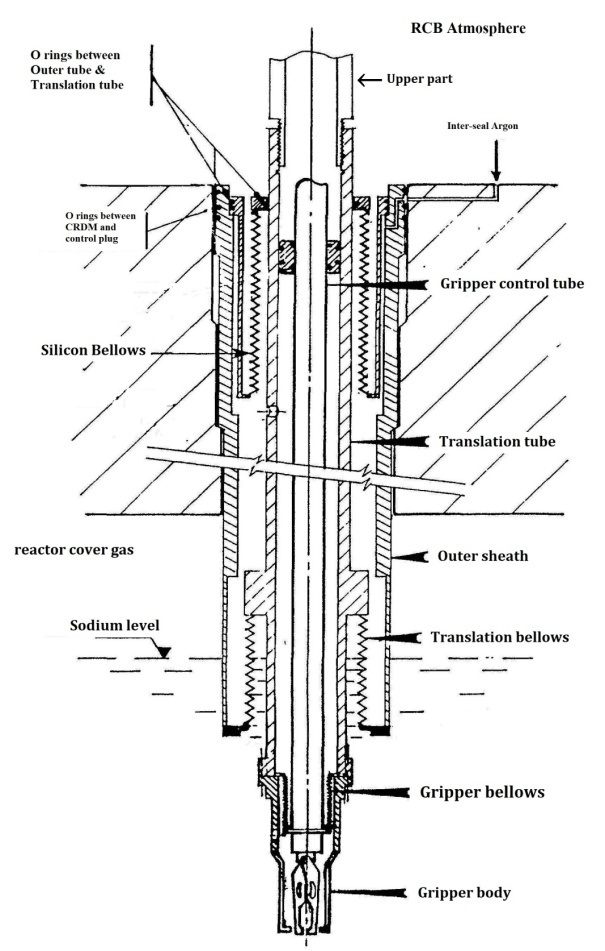 RCB Atmosphere
O rings between
Outer tube &
Translation tube
Upper part
Inter-seal Argon
O rings between
CRDM and
control plug
Gripper control tube
Silicon Bellows
Translation tube
reactor cover gas
Outer sheath
Sodium level
Translation bellows
Gripper bellows
Gripper body